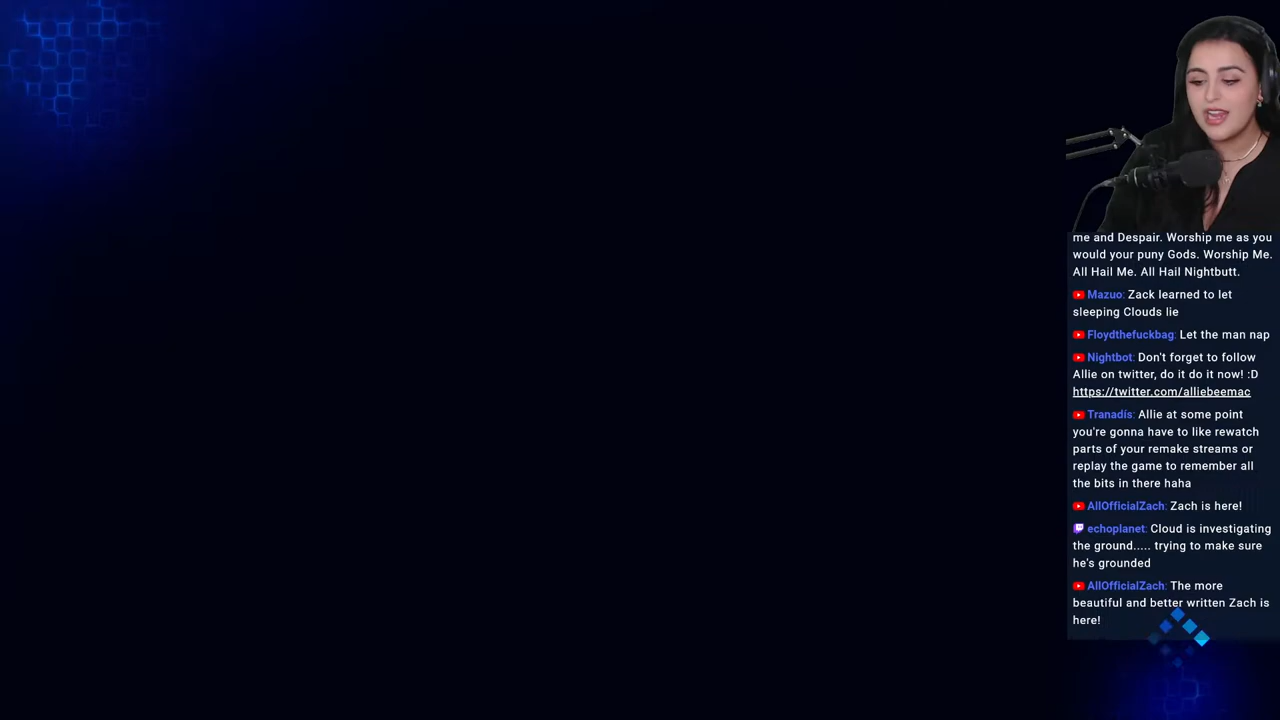 me and Despair. Worship me as you
would your puny Gods. Worship Me.
All Hail Me. All Hail Nightbutt.
Mazuo: Zack learned to let
sleeping Clouds lie
Floydthefuckbag: Let the man nap
Nightbot: Don't forget to follow
Allie on twitter, do it do it now! :D
https://twitter.com/alliebeemac
Tranadís: Allie at some point
you're gonna have to like rewatch
parts of your remake streams or
replay the game to remember all
the bits in there haha
AllOfficialZach: Zach is here!
echoplanet: Cloud is investigating
the ground..... trying to make sure
he's grounded
AllOfficialZach: The more
beautiful and better written Zach is
here!